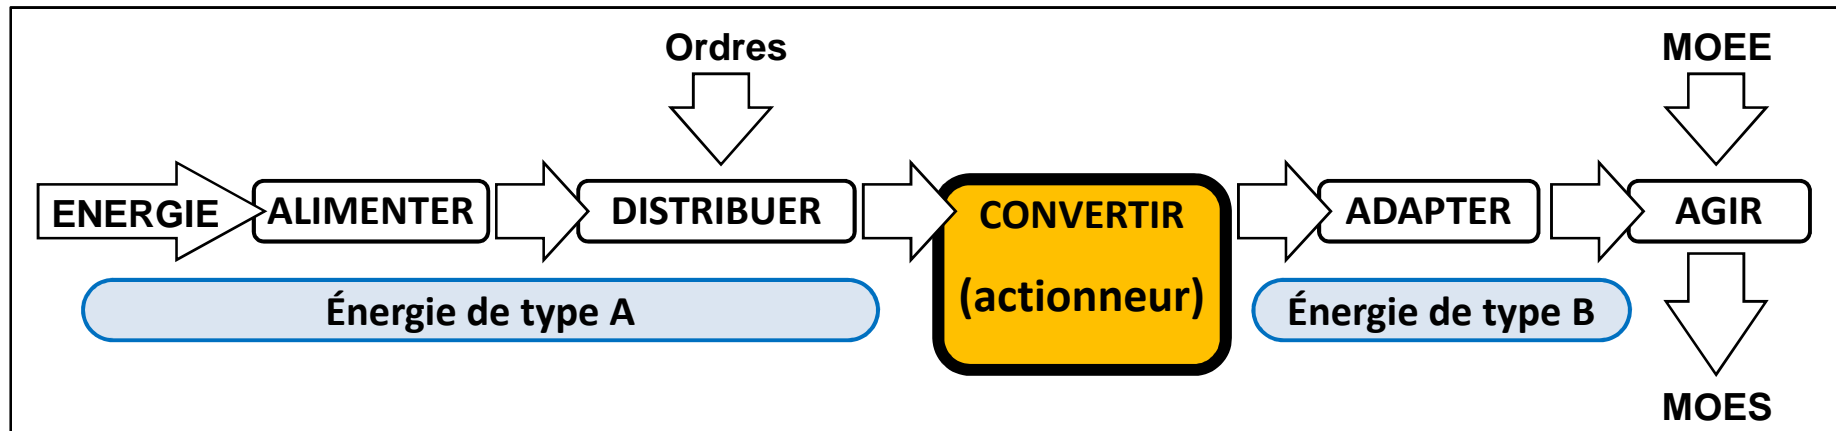 Ordres
MOEE
ENERGIE
ALIMENTER
DISTRIBUER
CONVERTIR
(actionneur)
ADAPTER
AGIR
Énergie de type A
Énergie de type B
MOES